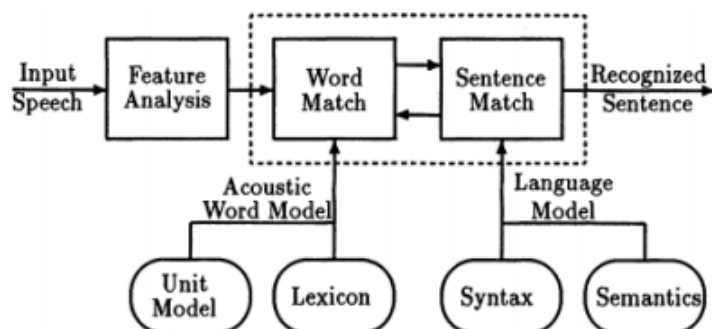 Input
Speech
Feature
Analysis
Word
Match
Sentence
Match
Recognized
Sentence
Acoustic
Word Model
Language
Model
Unit
Model
Lexicon
Syntax
Semantics